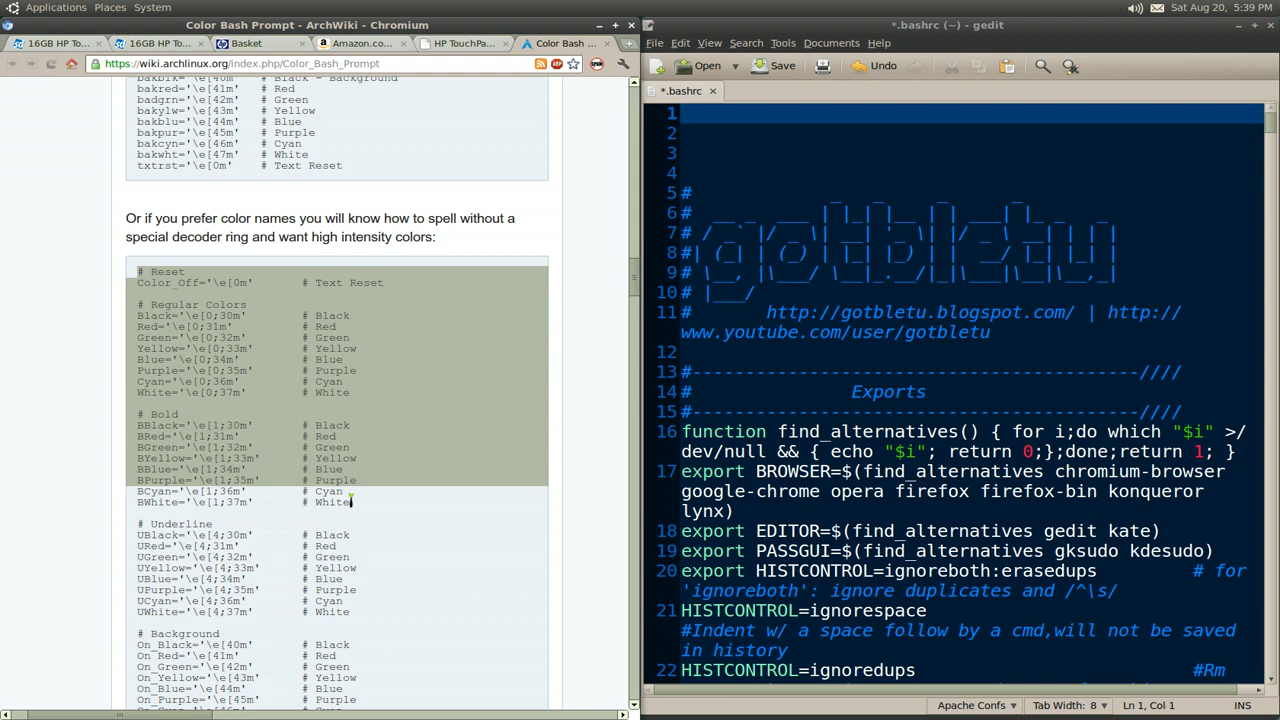 Applications Places System
Sat Aug 20, 5:39 PM
Color Bash Prompt - ArchWiki - Chromium
16GB HP To...
16GB HP To...
Basket
Amazon.co...
HP TouchPa...
Color Bash ...
https://wiki.archlinux.org/index.php/Color_Bash_Prompt
bakblk='\e[40m' # Black - Background
bakred='\e[41m' # Red
badgrn='\e[42m' # Green
bakylw='\e[43m' # Yellow
bakblu='\e[44m' # Blue
bakpur='\e[45m' # Purple
bakcyn='\e[46m' # Cyan
bakwht='\e[47m' # White
txtrst='\e[0m' # Text Reset
Or if you prefer color names you will know how to spell without a
special decoder ring and want high intensity colors:
# Reset
Color_Off='\e[0m' # Text Reset
# Regular Colors
Black='\e[0;30m' # Black
Red='\e[0;31m' # Red
Green='\e[0;32m' # Green
Yellow='\e[0;33m' # Yellow
Blue='\e[0;34m' # Blue
Purple='\e[0;35m' # Purple
Cyan='\e[0;36m' # Cyan
White='\e[0;37m' # White
# Bold
BBlack='\e[1;30m' # Black
BRed='\e[1;31m' # Red
BGreen='\e[1;32m' # Green
BYellow='\e[1;33m' # Yellow
BBlue='\e[1;34m' # Blue
BPurple='\e[1;35m' # Purple
BCyan='\e[1;36m' # Cyan
BWhite='\e[1;37m' # White
# Underline
UBlack='\e[4;30m' # Black
URed='\e[4;31m' # Red
UGreen='\e[4;32m' # Green
UYellow='\e[4;33m' # Yellow
UBlue='\e[4;34m' # Blue
UPurple='\e[4;35m' # Purple
UCyan='\e[4;36m' # Cyan
UWhite='\e[4;37m' # White
# Background
On_Black='\e[40m' # Black
On_Red='\e[41m' # Red
On_Green='\e[42m' # Green
On_Yellow='\e[43m' # Yellow
On_Blue='\e[44m' # Blue
On_Purple='\e[45m' # Purple
*.bashrc (~) - gedit
File Edit View Search Tools Documents Help
Open Save Undo
*.bashrc
1
2
3
4
5 #
6 #
7 #
8 #
9 #
10 #
gotbletu
11 # http://gotbletu.blogspot.com/ | http://
www.youtube.com/user/gotbletu
12
13 #------------------------------------------////
14 # Exports
15 #------------------------------------------////
16 function find_alternatives() { for i;do which "$i" >/
dev/null && { echo "$i"; return 0;};done;return 1; }
17 export BROWSER=$(find_alternatives chromium-browser
google-chrome opera firefox firefox-bin konqueror
lynx)
18 export EDITOR=$(find_alternatives gedit kate)
19 export PASSGUI=$(find_alternatives gksudo kdesudo)
20 export HISTCONTROL=ignoreboth:erasedups # for
'ignoreboth': ignore duplicates and /^\s/
21 HISTCONTROL=ignorespace
#Indent w/ a space follow by a cmd,will not be saved
in history
22 HISTCONTROL=ignoredups #Rm
Apache Confs Tab Width: 8 Ln 1, Col 1 INS